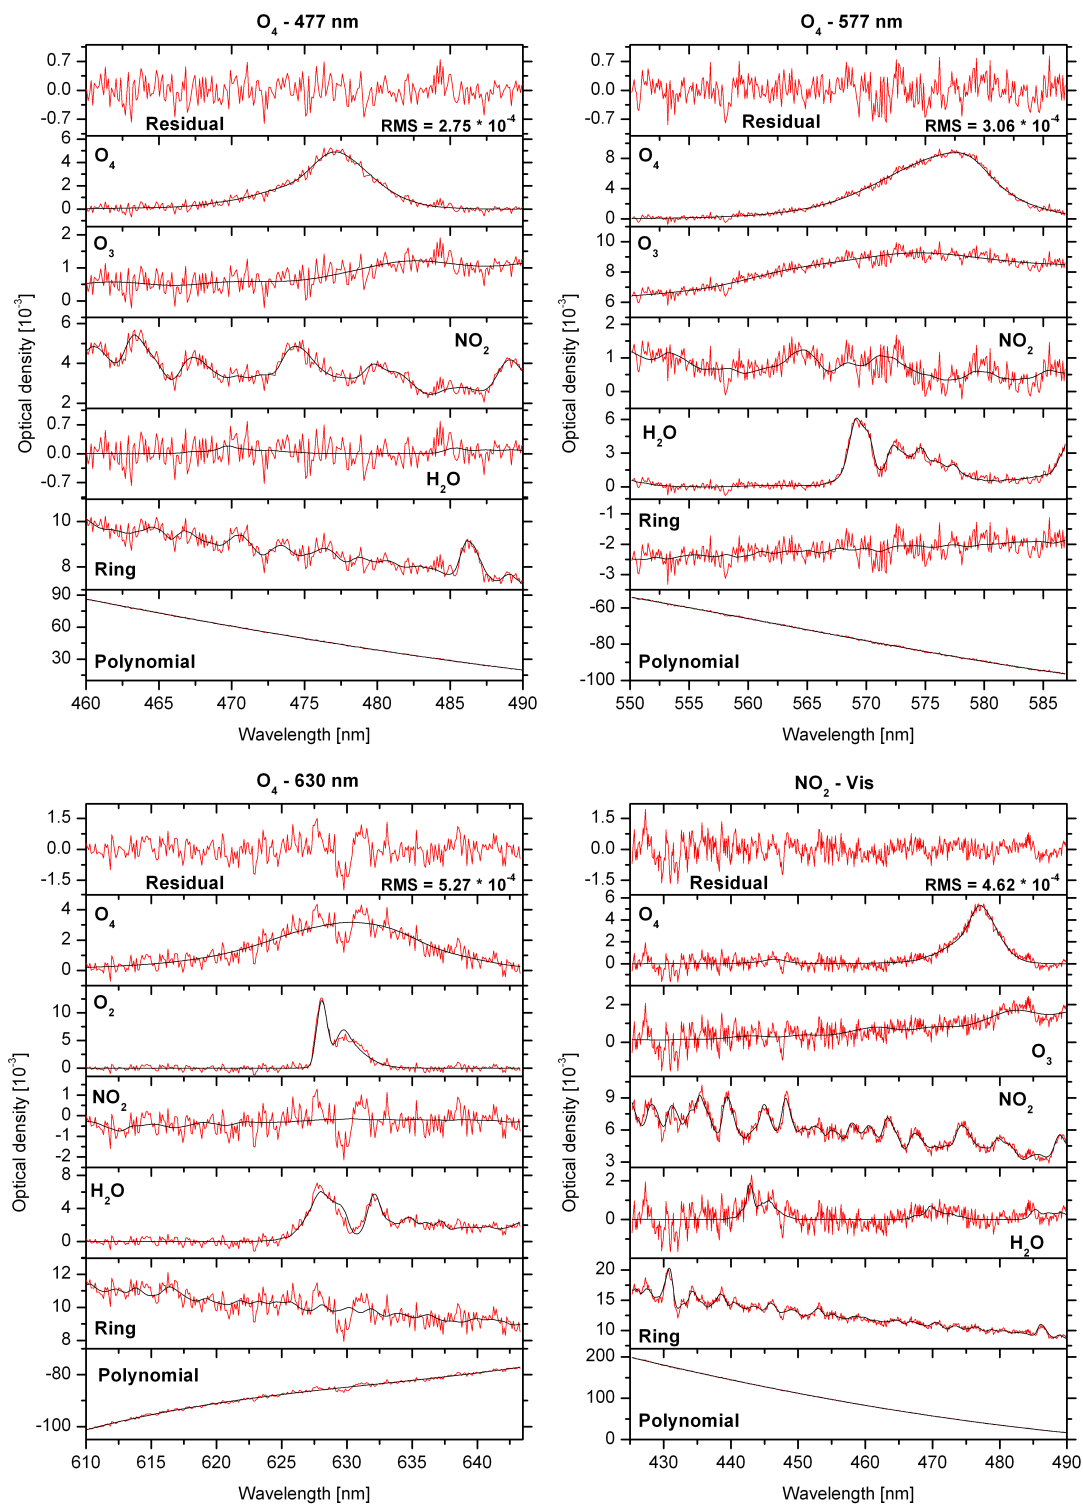 O4 - 477 nm
0.7
0.0
-0.7
Residual
RMS = 2.75 * 10^-4
6
4
2
0
O4
2
1
0
O3
6
4
2
NO2
0.7
0.0
-0.7
H2O
10
8
Ring
90
60
30
Polynomial
460 465 470 475 480 485 490
Wavelength [nm]
Optical density [10^-3]
O4 - 577 nm
0.7
0.0
-0.7
Residual
RMS = 3.06 * 10^-4
8
4
0
O4
10
8
6
O3
2
1
0
NO2
6
3
0
H2O
-1
-2
-3
Ring
-60
-80
-100
Polynomial
550 555 560 565 570 575 580 585
Wavelength [nm]
Optical density [10^-3]
O4 - 630 nm
1.5
0.0
-1.5
Residual
RMS = 5.27 * 10^-4
4
2
0
O4
10
5
0
O2
1
0
-1
-2
NO2
8
4
0
H2O
12
10
8
Ring
-80
-100
Polynomial
610 615 620 625 630 635 640
Wavelength [nm]
Optical density [10^-3]
NO2 - Vis
1.5
0.0
-1.5
Residual
RMS = 4.62 * 10^-4
6
4
2
0
O4
2
0
O3
9
6
3
NO2
2
0
H2O
20
15
10
Ring
200
100
0
Polynomial
430 440 450 460 470 480 490
Wavelength [nm]
Optical density [10^-3]